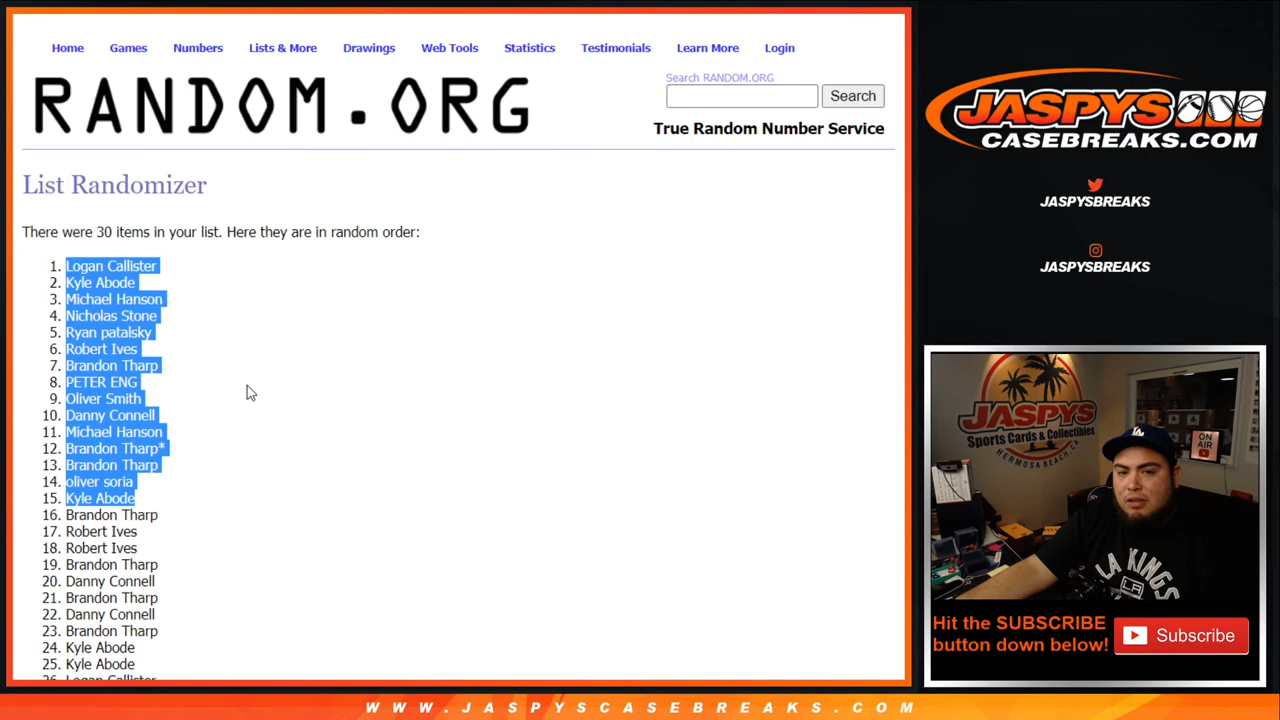 Home Games Numbers Lists & More Drawings Web Tools Statistics Testimonials Learn More Login
RANDOM.ORG
Search RANDOM.ORG
Search
True Random Number Service
List Randomizer
There were 30 items in your list. Here they are in random order:
1. Logan Callister
2. Kyle Abode
3. Michael Hanson
4. Nicholas Stone
5. Ryan patalsky
6. Robert Ives
7. Brandon Tharp
8. PETER ENG
9. Oliver Smith
10. Danny Connell
11. Michael Hanson
12. Brandon Tharp*
13. Brandon Tharp
14. oliver soria
15. Kyle Abode
16. Brandon Tharp
17. Robert Ives
18. Robert Ives
19. Brandon Tharp
20. Danny Connell
21. Brandon Tharp
22. Danny Connell
23. Brandon Tharp
24. Kyle Abode
25. Kyle Abode
26. Logan Callister
JASPYS
CASEBREAKS.COM
JASPYSBREAKS
JASPYSBREAKS
JASPYS
Sports Cards & Collectibles
HERMOSA BEACH, CA
ON AIR
LA KINGS
LA
Hit the SUBSCRIBE
button down below!
Subscribe
WWW.JASPYSCASEBREAKS.COM